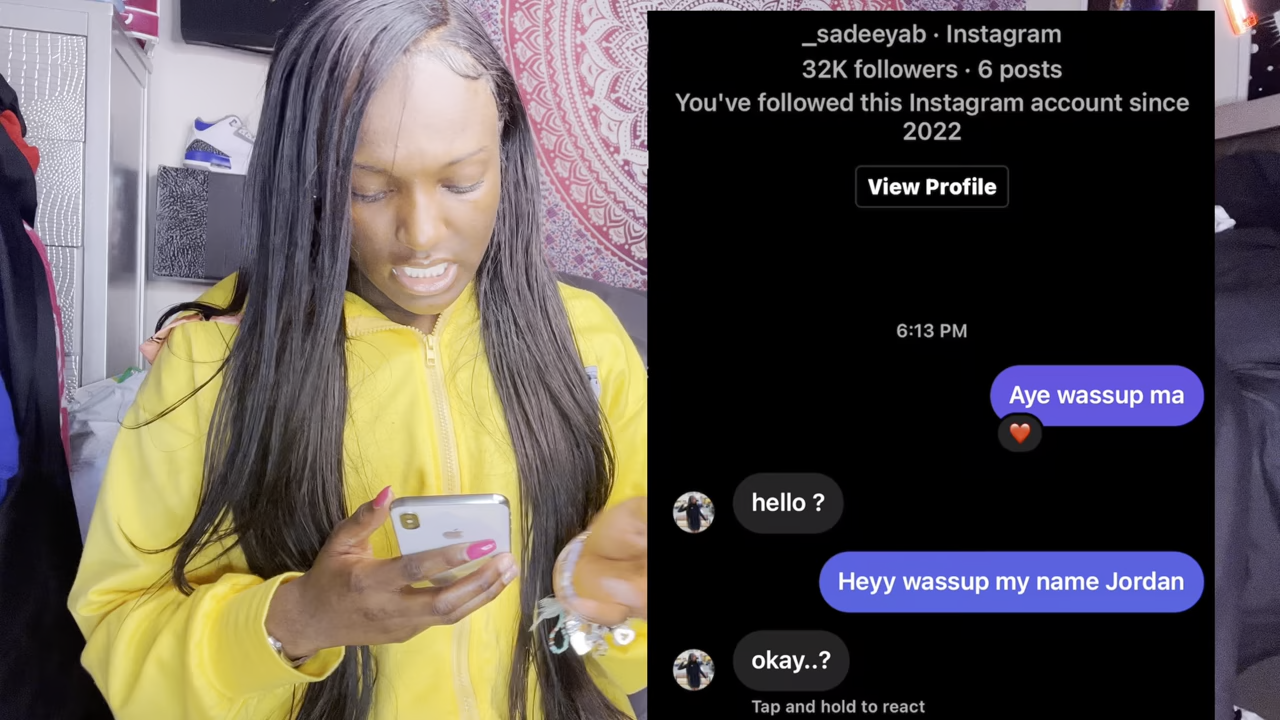 _sadeeyab · Instagram
32K followers · 6 posts
You've followed this Instagram account since
2022
View Profile
6:13 PM
Aye wassup ma
hello ?
Heyy wassup my name Jordan
okay..?
Tap and hold to react